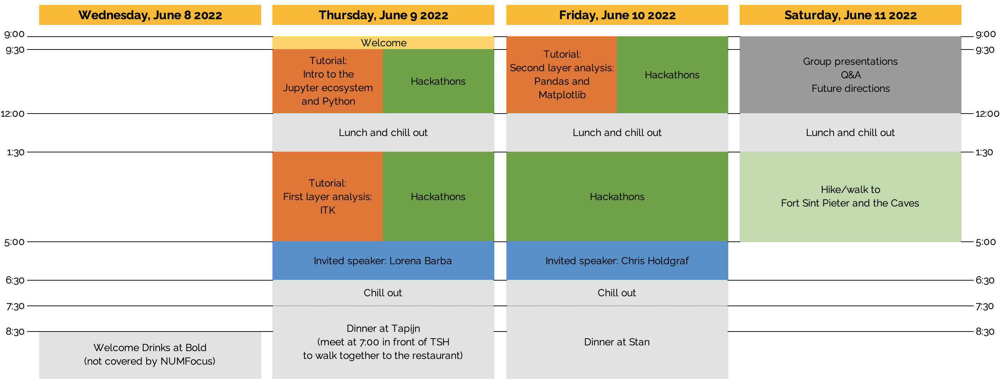 Wednesday, June 8 2022
Thursday, June 9 2022
Friday, June 10 2022
Saturday, June 11 2022
9:00
9:30
12:00
1:30
5:00
6:30
7:30
8:30
Welcome Drinks at Bold
(not covered by NUMFocus)
Welcome
Tutorial:
Intro to the
Jupyter ecosystem
and Python
Hackathons
Lunch and chill out
Tutorial:
First layer analysis:
ITK
Hackathons
Invited speaker: Lorena Barba
Chill out
Dinner at Tapijn
(meet at 7:00 in front of TSH
to walk together to the restaurant)
Tutorial:
Second layer analysis:
Pandas and
Matplotlib
Hackathons
Lunch and chill out
Hackathons
Invited speaker: Chris Holdgraf
Chill out
Dinner at Stan
Group presentations
Q&A
Future directions
Lunch and chill out
Hike/walk to
Fort Sint Pieter and the Caves
9:00
9:30
12:00
1:30
5:00
6:30
7:30
8:30